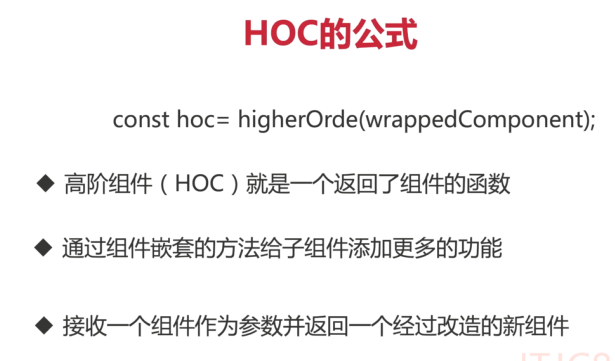 HOC的公式
const hoc= higherOrde(wrappedComponent);
◆ 高阶组件（HOC）就是一个返回了组件的函数
◆ 通过组件嵌套的方法给子组件添加更多的功能
◆ 接收一个组件作为参数并返回一个经过改造的新组件